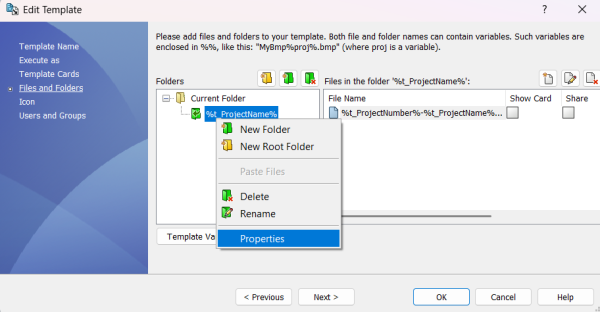 Edit Template
Template Name
Execute as
Template Cards
Files and Folders
Icon
Users and Groups
Please add files and folders to your template. Both file and folder names can contain variables. Such variables are
enclosed in %%, like this: "MyBmp%proj%.bmp" (where proj is a variable).
Folders
Files in the folder '%t_ProjectName%':
Current Folder
%t_ProjectName%
File Name
Show Card
Share
%t_ProjectNumber%-%t_ProjectName%...
New Folder
New Root Folder
Paste Files
Delete
Rename
Properties
Template Va
< Previous
Next >
OK
Cancel
Help